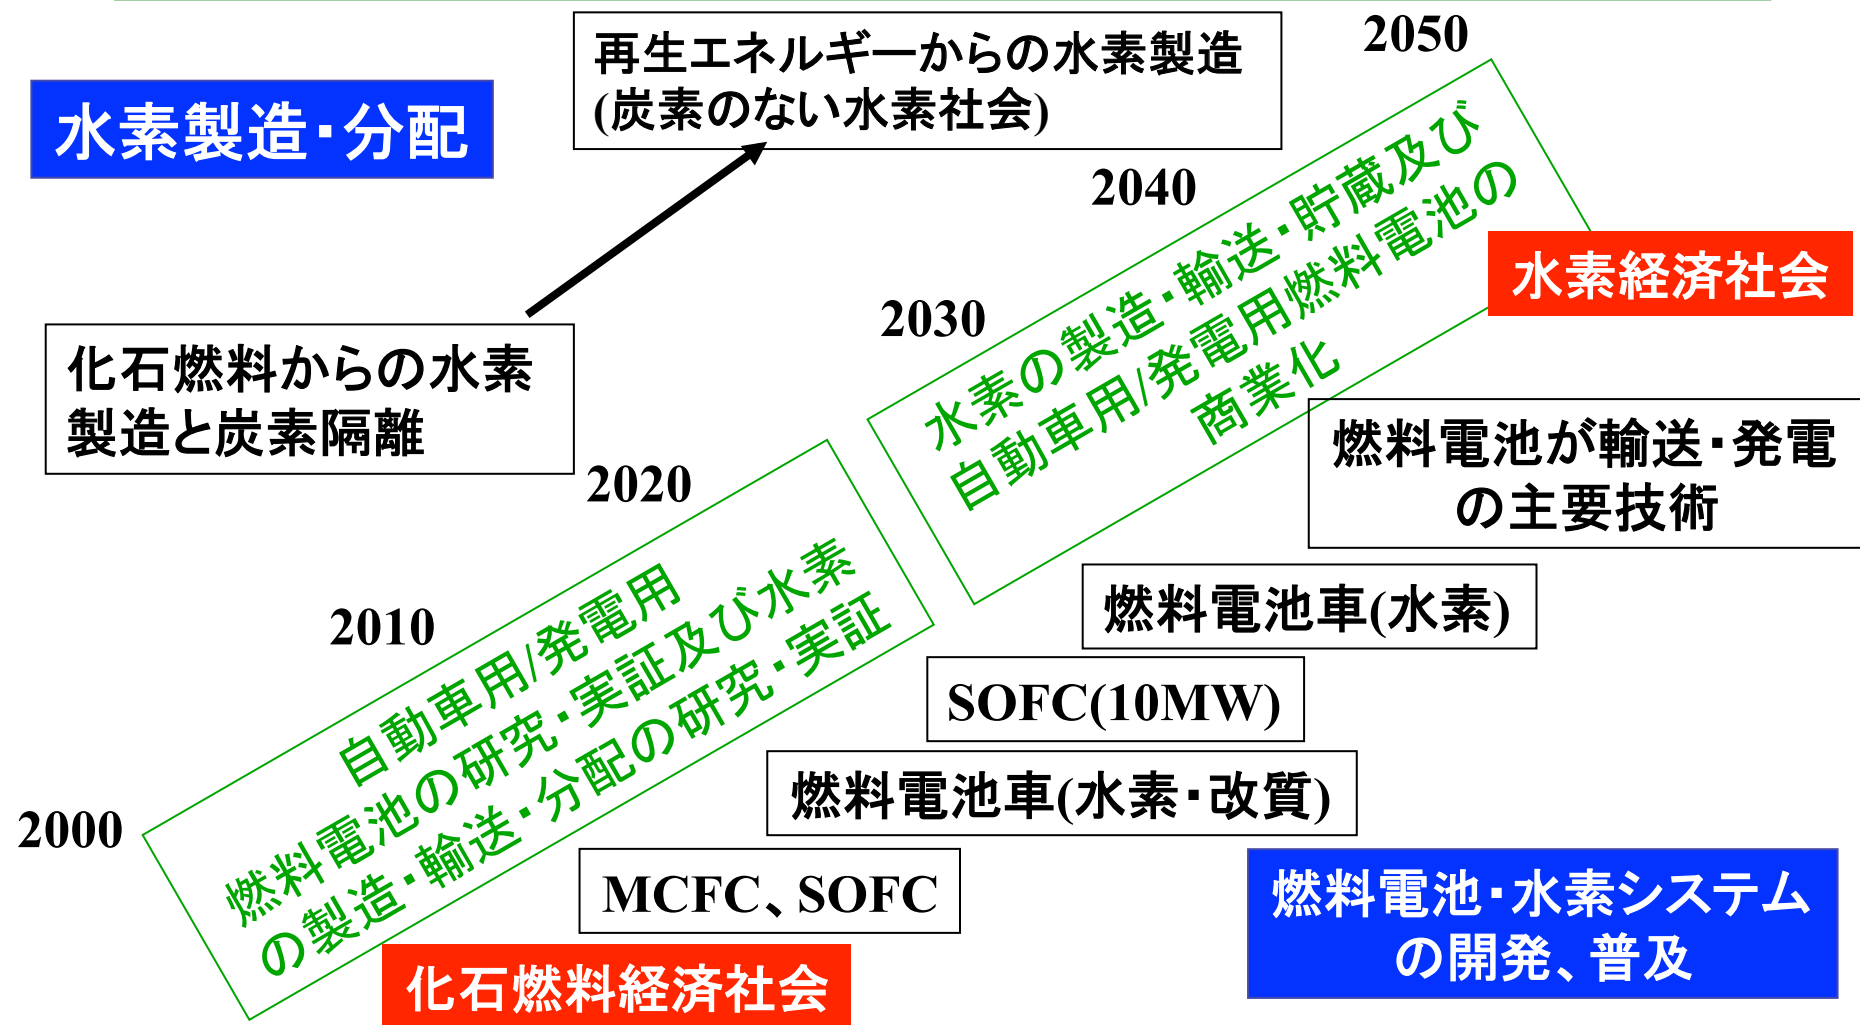 再生エネルギーからの水素製造
(炭素のない水素社会)
2050
水素製造・分配
2040
水素の製造・輸送・貯蔵及び
自動車用/発電用燃料電池の
商業化
水素経済社会
2030
化石燃料からの水素
製造と炭素隔離
燃料電池が輸送・発電
の主要技術
2020
自動車用/発電用
燃料電池の研究・実証及び水素
の製造・輸送・分配の研究・実証
2010
燃料電池車(水素)
SOFC(10MW)
燃料電池車(水素・改質)
2000
MCFC、SOFC
燃料電池・水素システム
の開発、普及
化石燃料経済社会